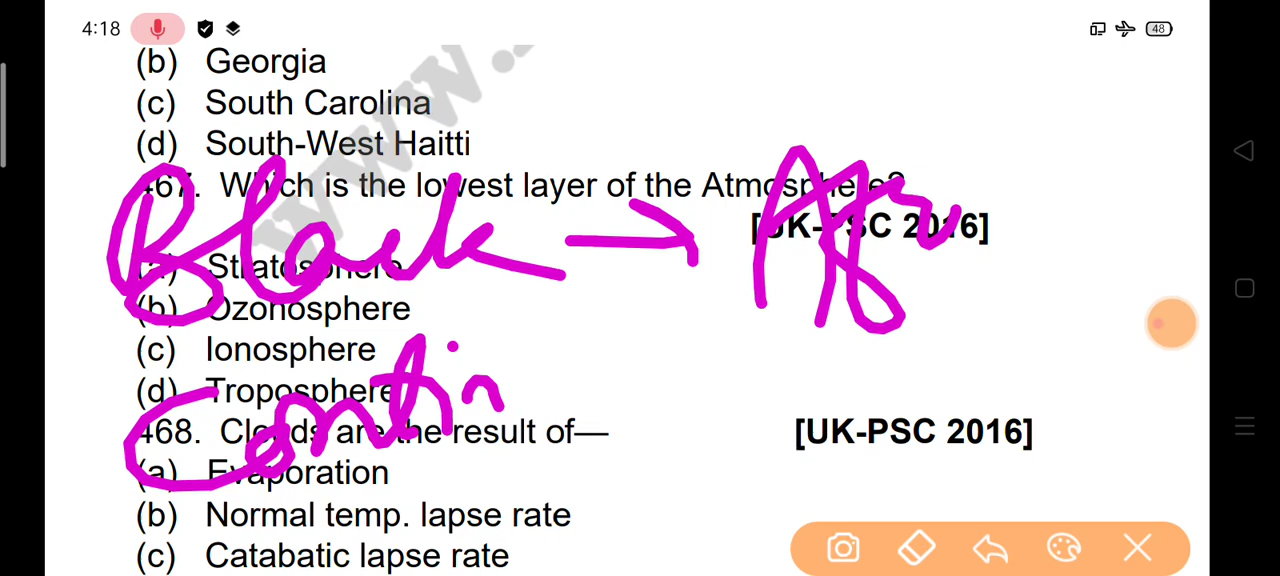 4:18 48
(b) Georgia
(c) South Carolina
(d) South-West Haitti
467. Which is the lowest layer of the Atmosphere?
[UK-PSC 2016]
Black → Afr
(a) Stratosphere
(b) Ozonosphere
(c) Ionosphere
(d) Troposphere
Contin
468. Clouds are the result of—
[UK-PSC 2016]
(a) Evaporation
(b) Normal temp. lapse rate
(c) Catabatic lapse rate
www.